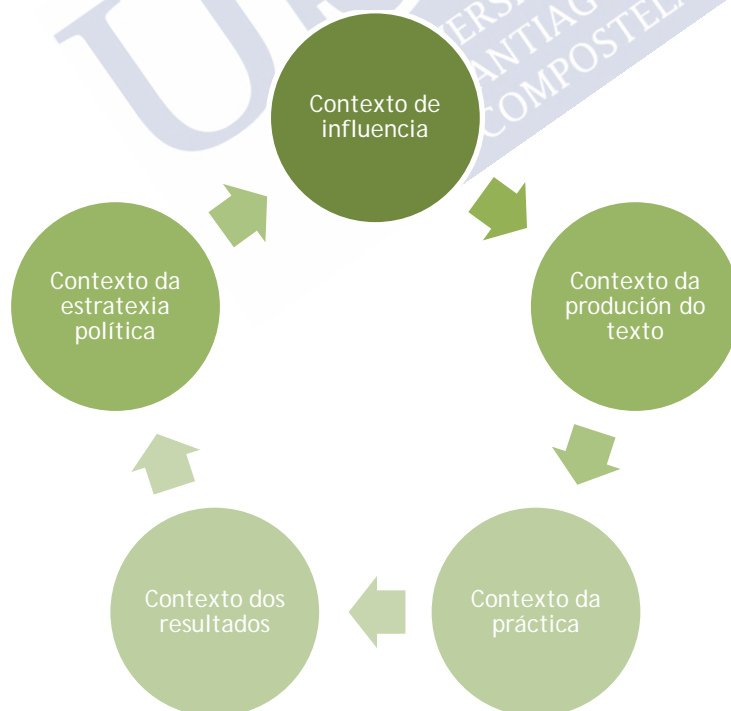 Contexto de
influencia
Contexto da
produción do
texto
Contexto da
práctica
Contexto dos
resultados
Contexto da
estratexia
política